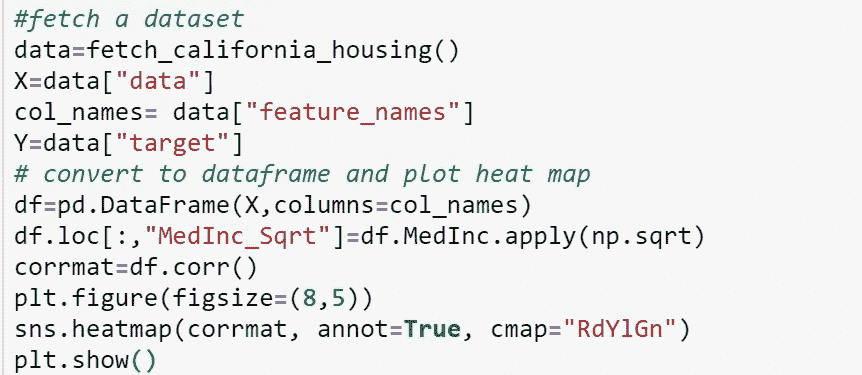 #fetch a dataset
data=fetch_california_housing()
X=data["data"]
col_names= data["feature_names"]
Y=data["target"]
# convert to dataframe and plot heat map
df=pd.DataFrame(X,columns=col_names)
df.loc[:,"MedInc_Sqrt"]=df.MedInc.apply(np.sqrt)
corrmat=df.corr()
plt.figure(figsize=(8,5))
sns.heatmap(corrmat, annot=True, cmap="RdYlGn")
plt.show()